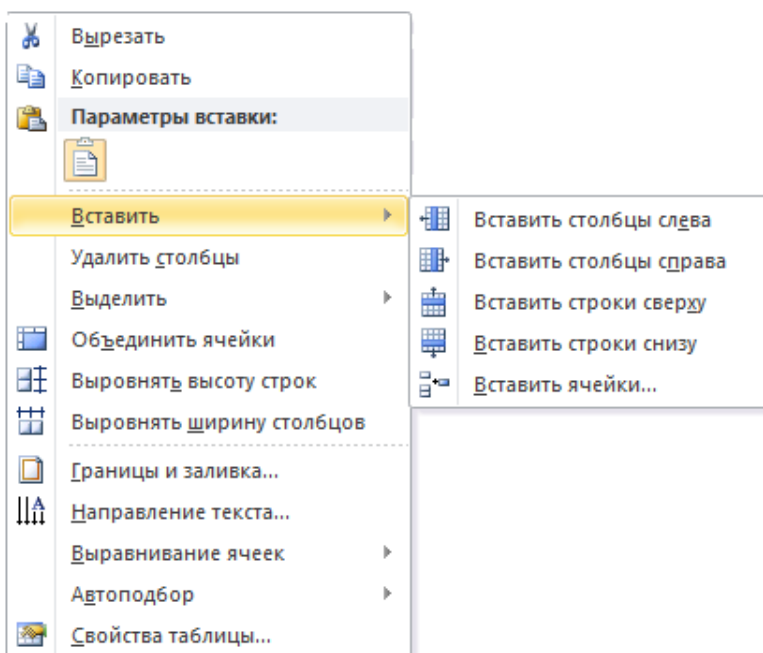 Вырезать
Копировать
Параметры вставки:
Вставить
Удалить столбцы
Выделить
Объединить ячейки
Выровнять высоту строк
Выровнять ширину столбцов
Границы и заливка...
Направление текста...
Выравнивание ячеек
Автоподбор
Свойства таблицы...
Вставить столбцы слева
Вставить столбцы справа
Вставить строки сверху
Вставить строки снизу
Вставить ячейки...